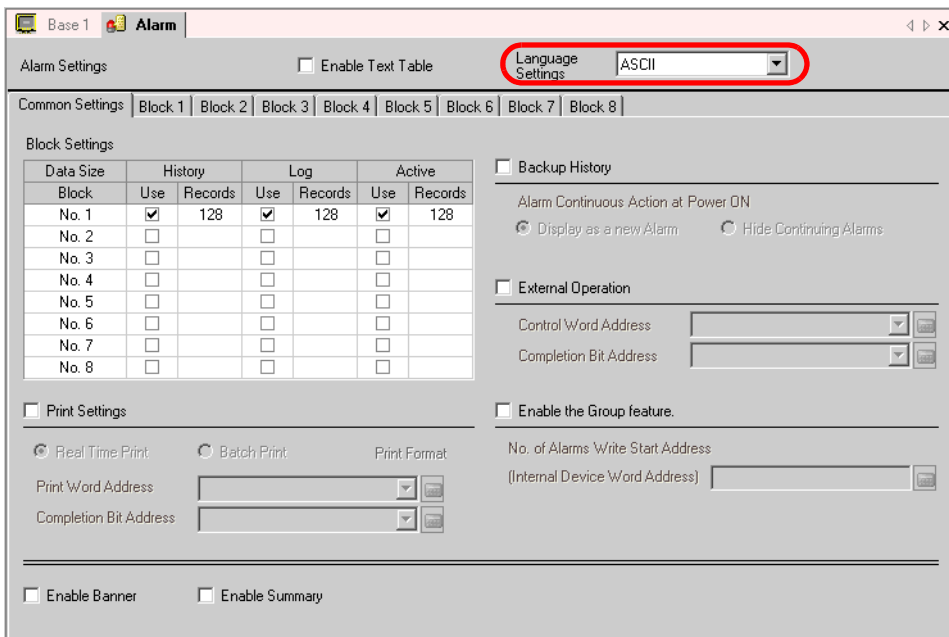 Base 1 Alarm
Alarm Settings Enable Text Table Language Settings ASCII
Common Settings Block 1 Block 2 Block 3 Block 4 Block 5 Block 6 Block 7 Block 8
Block Settings
Data Size History Log Active
Block Use Records Use Records Use Records
No. 1 128 128 128
No. 2
No. 3
No. 4
No. 5
No. 6
No. 7
No. 8
Print Settings
Real Time Print Batch Print Print Format
Print Word Address
Completion Bit Address
Backup History
Alarm Continuous Action at Power ON
Display as a new Alarm Hide Continuing Alarms
External Operation
Control Word Address
Completion Bit Address
Enable the Group feature.
No. of Alarms Write Start Address
(Internal Device Word Address)
Enable Banner Enable Summary